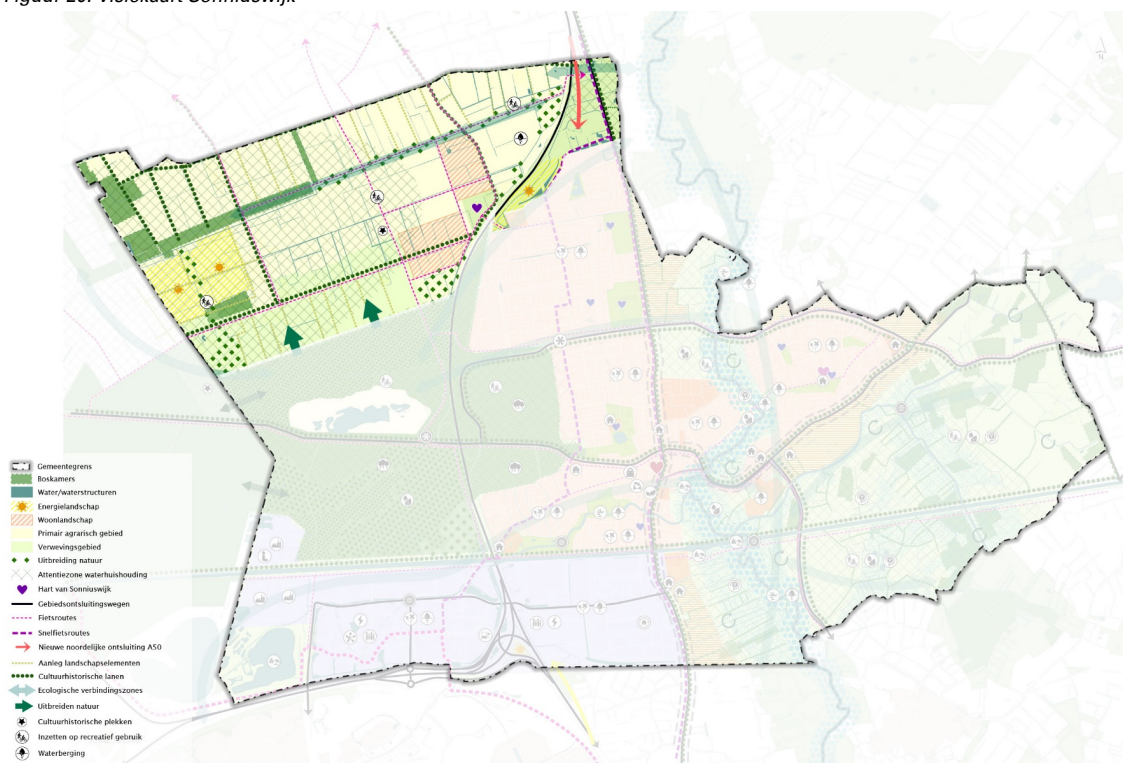 Figuur 20: Visiekaart Sonniuswijk
N
Gemeentegrens
Boskamers
Water/waterstructuren
Energielandschap
Woonlandschap
Primair agrarisch gebied
Verwevingsgebied
Uitbreiding natuur
Attentiezone waterhuishouding
Hart van Sonniuswijk
Gebiedsontsluitingswegen
Fietsroutes
Snelfietsroutes
Nieuwe noordelijke ontsluiting A50
Aanleg landschapselementen
Cultuurhistorische lanen
Ecologische verbindingszones
Uitbreiden natuur
Cultuurhistorische plekken
Inzetten op recreatief gebruik
Waterberging